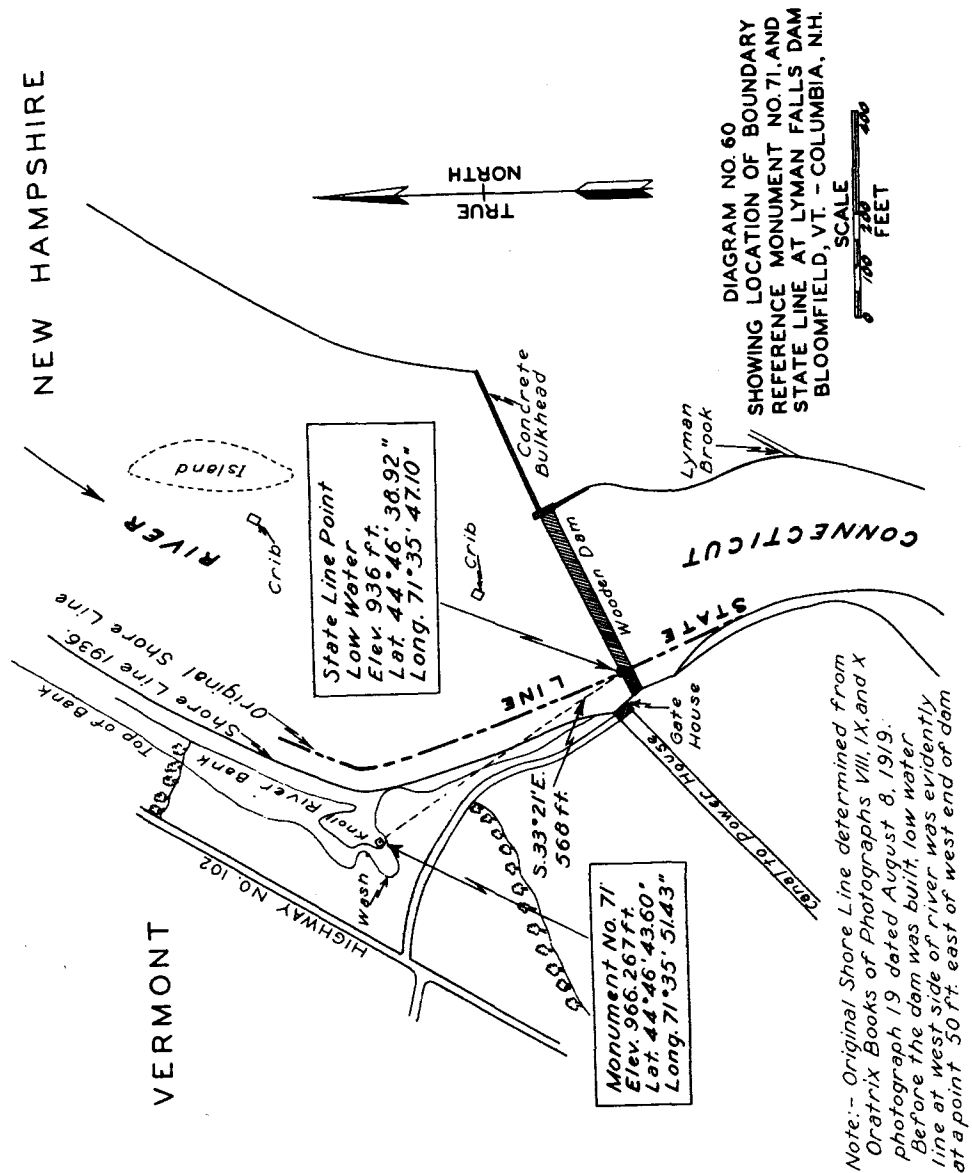 NEW HAMPSHIRE
VERMONT
TRUE
NORTH
RIVER
Island
Crib
Crib
Original Shore Line
Shore Line 1936.
Top of Bank
River Bank
Knoll
Wash
HIGHWAY NO. 102
State Line Point
Low Water
Elev. 936 ft.
Lat. 44°46' 38.92"
Long. 71°35' 47.10"
Concrete
Bulkhead
Wooden Dam
Lyman
Brook
CONNECTICUT
STATE
LINE
Gate
House
Canal to Power House
S.33°21'E.
568 ft.
Monument No. 71
Elev. 966.267 ft.
Lat. 44°46' 43.60"
Long. 71°35' 51.43"
DIAGRAM NO. 60
SHOWING LOCATION OF BOUNDARY
REFERENCE MONUMENT NO. 71, AND
STATE LINE AT LYMAN FALLS DAM
BLOOMFIELD, VT. - COLUMBIA, N.H.
SCALE
0 100 200 400
FEET
Note:- Original Shore Line determined from
Oratrix Books of Photographs VIII, IX, and X
photograph 19 dated August 8, 1919.
Before the dam was built, low water
line at west side of river was evidently
at a point 50 ft. east of west end of dam